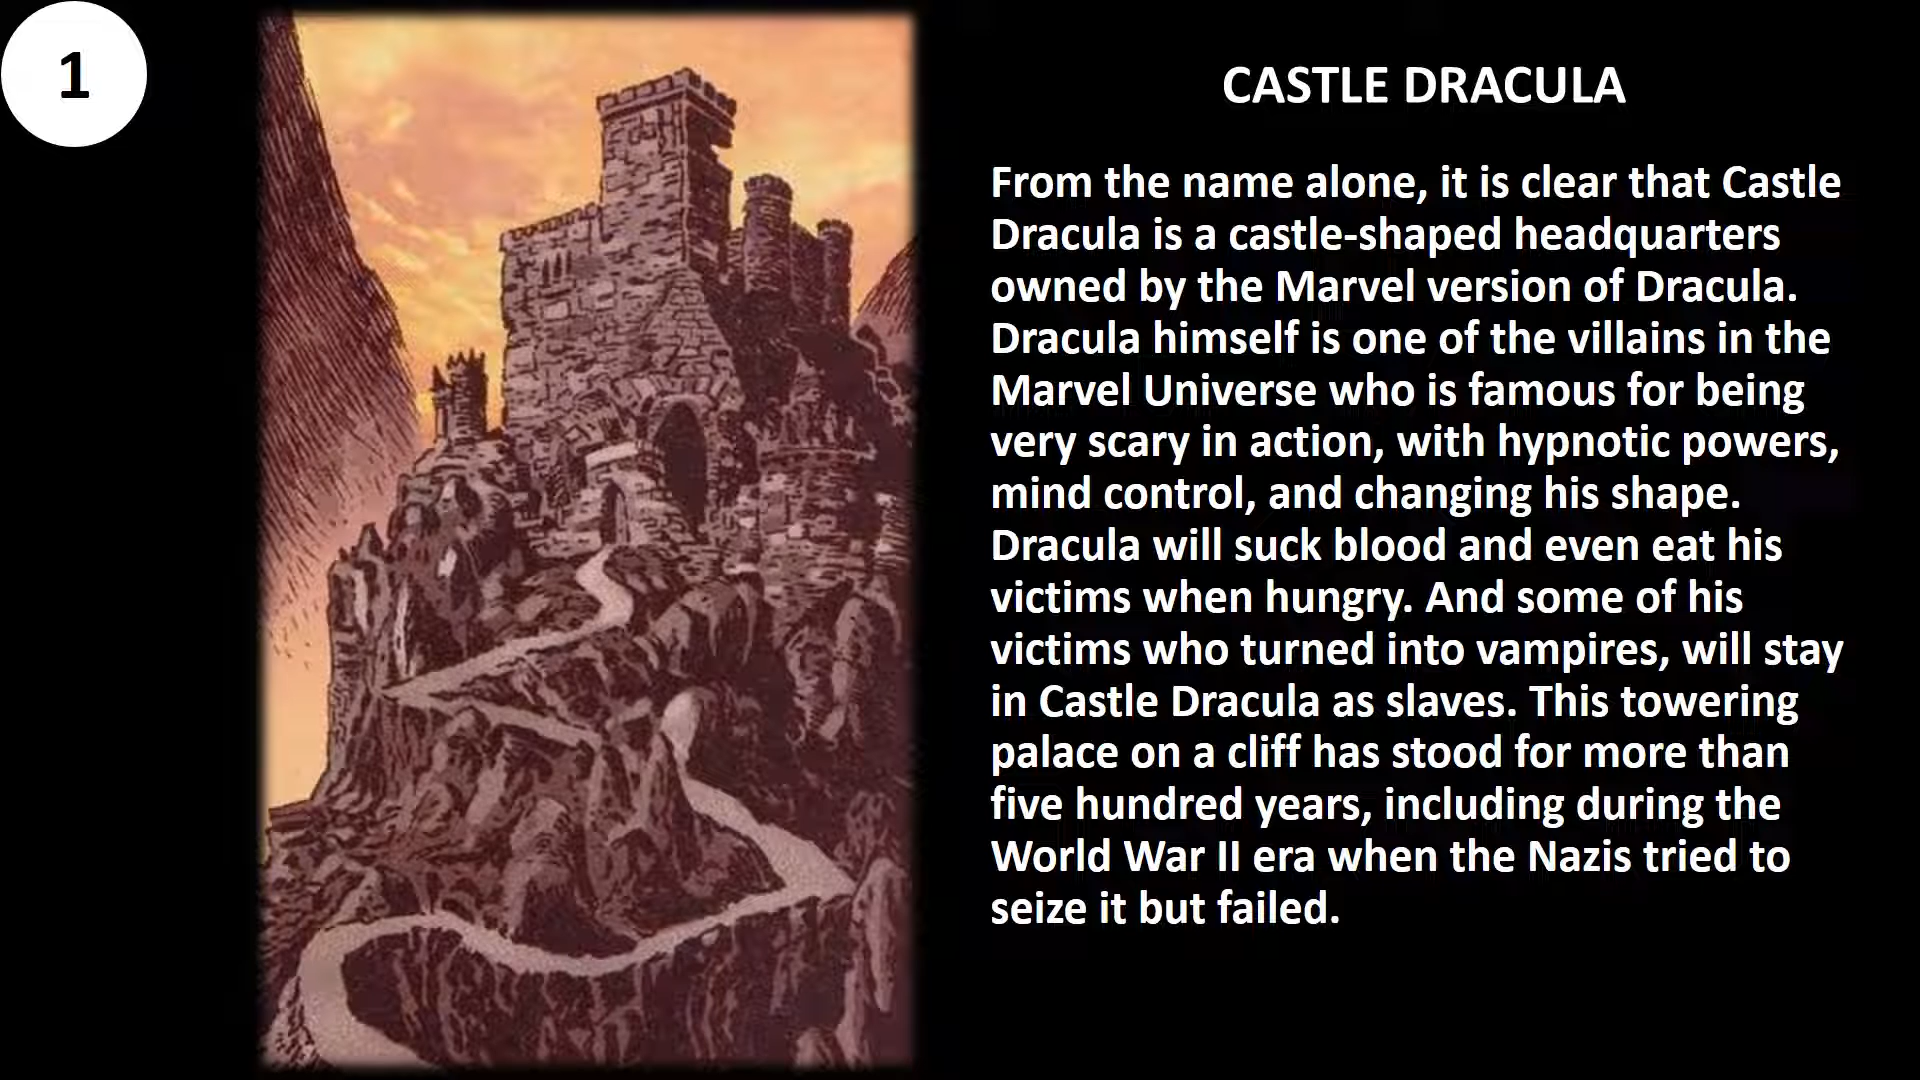 1
CASTLE DRACULA
From the name alone, it is clear that Castle
Dracula is a castle-shaped headquarters
owned by the Marvel version of Dracula.
Dracula himself is one of the villains in the
Marvel Universe who is famous for being
very scary in action, with hypnotic powers,
mind control, and changing his shape.
Dracula will suck blood and even eat his
victims when hungry. And some of his
victims who turned into vampires, will stay
in Castle Dracula as slaves. This towering
palace on a cliff has stood for more than
five hundred years, including during the
World War II era when the Nazis tried to
seize it but failed.